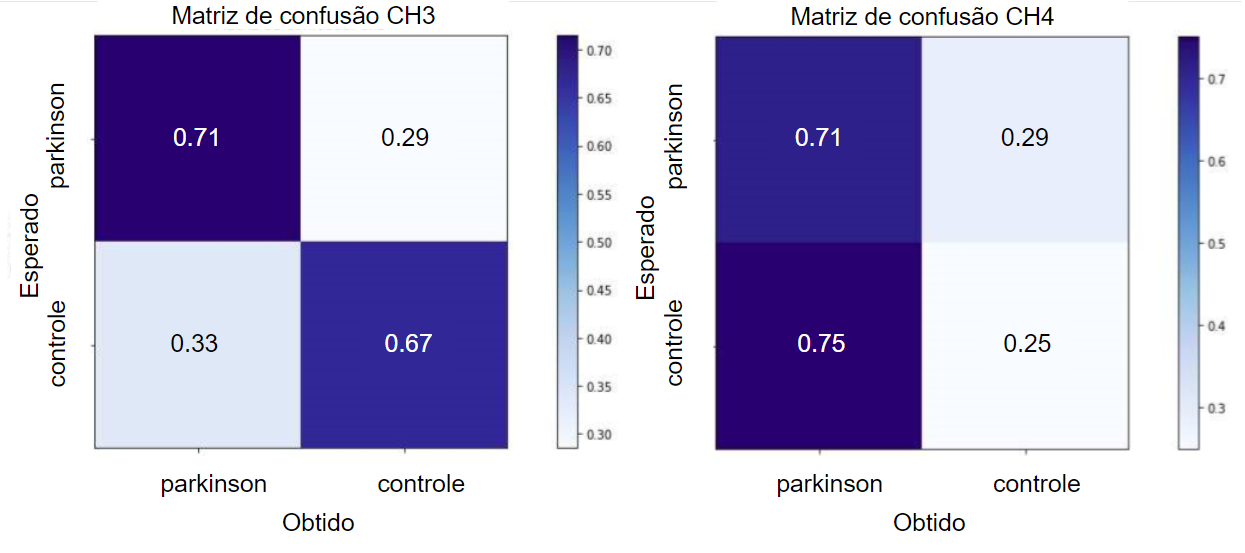 Matriz de confusão CH3
Esperado
parkinson
controle
0.71
0.29
0.33
0.67
parkinson
controle
Obtido
0.70
0.65
0.60
0.55
0.50
0.45
0.40
0.35
0.30
Matriz de confusão CH4
Esperado
parkinson
controle
0.71
0.29
0.75
0.25
parkinson
controle
Obtido
0.7
0.6
0.5
0.4
0.3